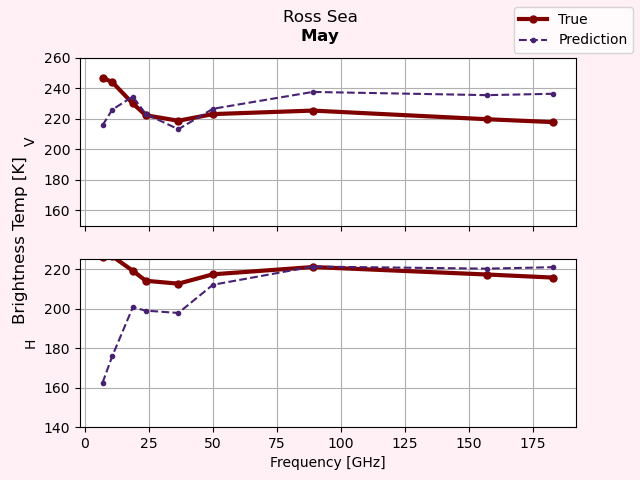 Ross Sea
May
True
Prediction
Brightness Temp [K]
V
260
240
220
200
180
160
H
220
200
180
160
140
0 25 50 75 100 125 150 175
Frequency [GHz]